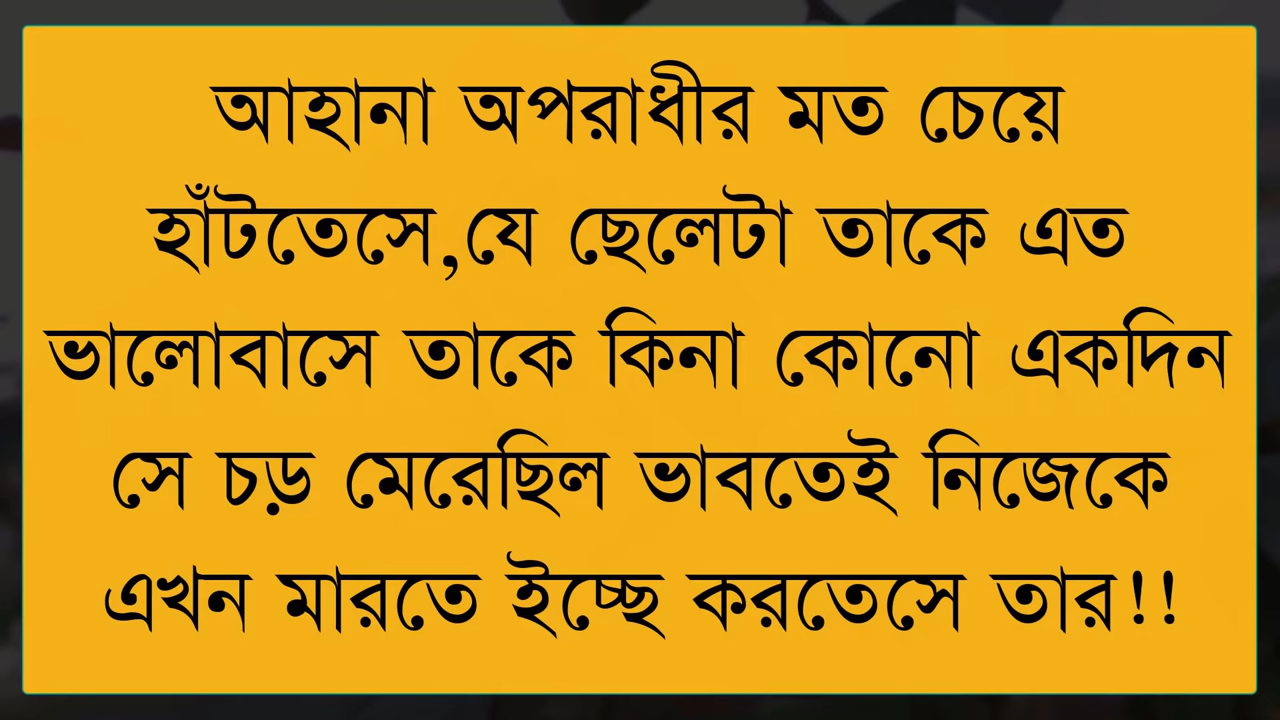 আহানা অপরাধীর মত চেয়ে
হাঁটতেসে,যে ছেলেটা তাকে এত
ভালোবাসে তাকে কিনা কোনো একদিন
সে চড় মেরেছিল ভাবতেই নিজেকে
এখন মারতে ইচ্ছে করতেসে তার!!